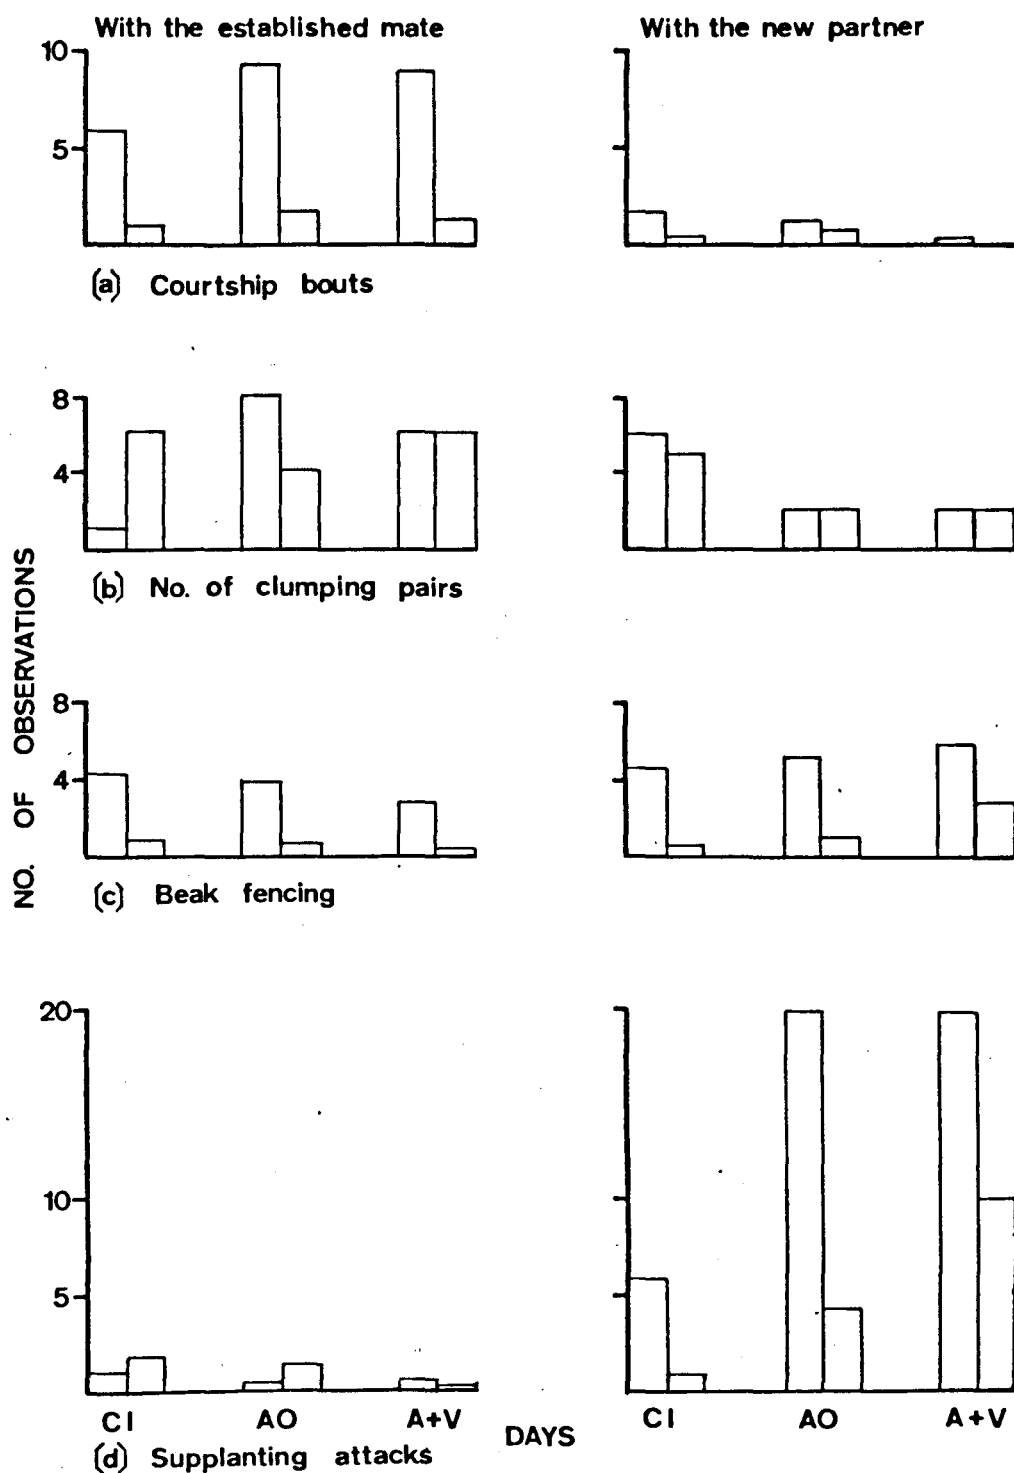 With the established mate
With the new partner
10
5
(a) Courtship bouts
8
4
(b) No. of clumping pairs
8
4
(c) Beak fencing
20
10
5
CI AO A+V
CI AO A+V
DAYS
(d) Supplanting attacks
NO. OF OBSERVATIONS